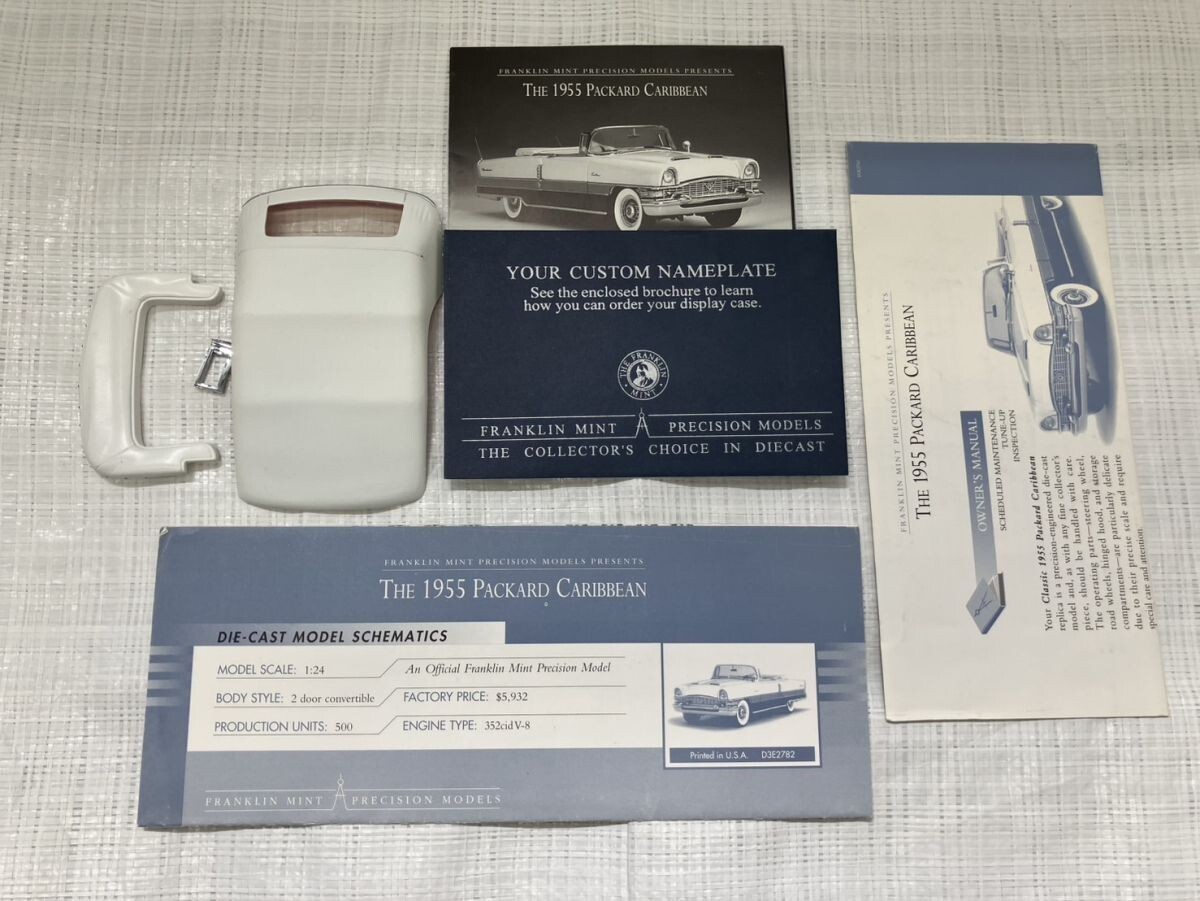 FRANKLIN MINT PRECISION MODELS PRESENTS
THE 1955 PACKARD CARIBBEAN
YOUR CUSTOM NAMEPLATE
See the enclosed brochure to learn
how you can order your display case.
THE FRANKLIN MINT
FRANKLIN MINT PRECISION MODELS
THE COLLECTOR'S CHOICE IN DIECAST
FRANKLIN MINT PRECISION MODELS PRESENTS
THE 1955 PACKARD CARIBBEAN
OWNER'S MANUAL
SCHEDULED MAINTENANCE
TUNE-UP
INSPECTION
Your Classic 1955 Packard Caribbean
replica is a precision-engineered die-cast
model and, as with any fine collector's
piece, should be handled with care.
The operating parts—steering wheel,
road wheels, hinged hood, and storage
compartments—are particularly delicate
due to their precise scale and require
special care and attention.
FRANKLIN MINT PRECISION MODELS PRESENTS
THE 1955 PACKARD CARIBBEAN
DIE-CAST MODEL SCHEMATICS
MODEL SCALE: 1:24
An Official Franklin Mint Precision Model
BODY STYLE: 2 door convertible
FACTORY PRICE: $5,932
PRODUCTION UNITS: 500
ENGINE TYPE: 352cid V-8
Printed in U.S.A. D3E2782
FRANKLIN MINT PRECISION MODELS